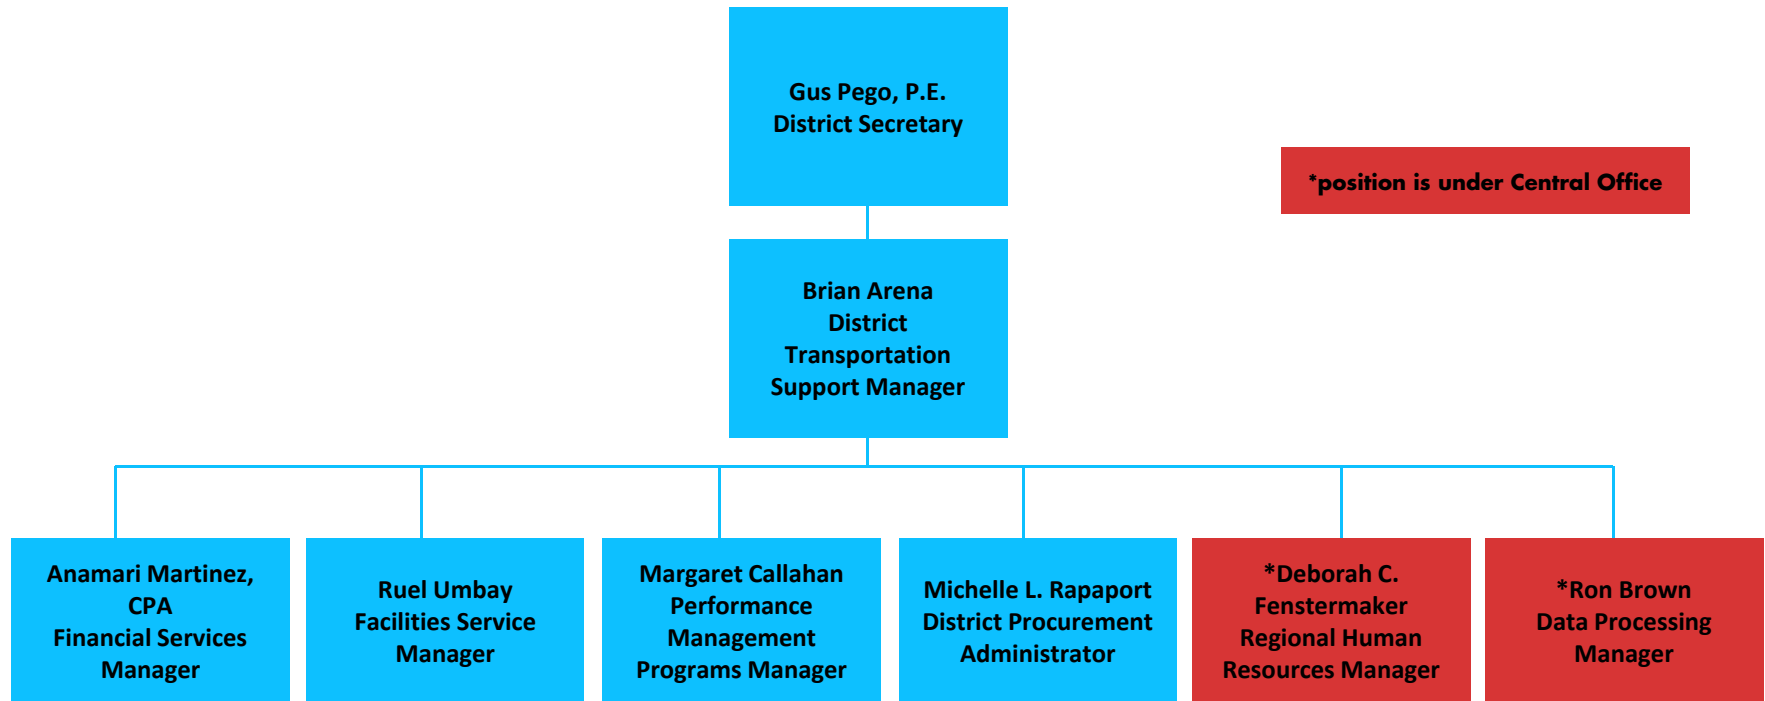 Gus Pego, P.E.
District Secretary
*position is under Central Office
Brian Arena
District
Transportation
Support Manager
Anamari Martinez,
CPA
Financial Services
Manager
Ruel Umbay
Facilities Service
Manager
Margaret Callahan
Performance
Management
Programs Manager
Michelle L. Rapaport
District Procurement
Administrator
*Deborah C.
Fenstermaker
Regional Human
Resources Manager
*Ron Brown
Data Processing
Manager